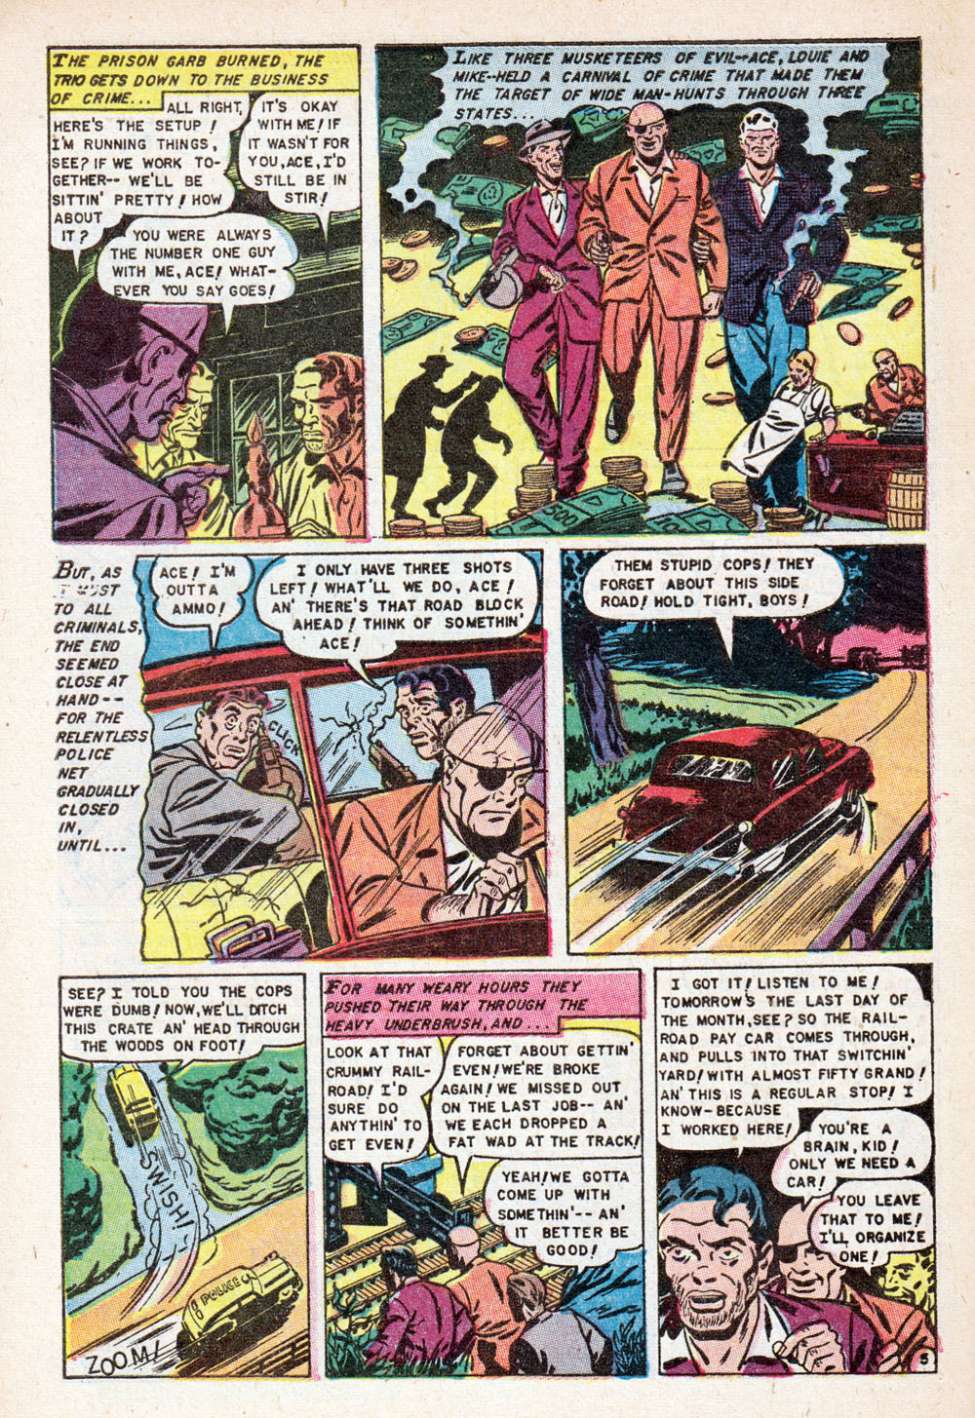 THE PRISON GARB BURNED, THE
TRIO GETS DOWN TO THE BUSINESS
OF CRIME...
ALL RIGHT,
HERE'S THE SETUP!
I'M RUNNING THINGS,
SEE? IF WE WORK TO-
GETHER-- WE'LL BE
SITTIN' PRETTY! HOW
ABOUT
IT?
IT'S OKAY
WITH ME! IF
IT WASN'T FOR
YOU, ACE, I'D
STILL BE IN
STIR!
YOU WERE ALWAYS
THE NUMBER ONE GUY
WITH ME, ACE! WHAT-
EVER YOU SAY GOES!
LIKE THREE MUSKETEERS OF EVIL--ACE, LOUIE AND
MIKE--HELD A CARNIVAL OF CRIME THAT MADE THEM
THE TARGET OF WIDE MAN-HUNTS THROUGH THREE
STATES...
500
10
BUT, AS
IT MUST
TO ALL
CRIMINALS,
THE END
SEEMED
CLOSE AT
HAND--
FOR THE
RELENTLESS
POLICE
NET
GRADUALLY
CLOSED
IN,
UNTIL...
ACE! I'M
OUTTA
AMMO!
I ONLY HAVE THREE SHOTS
LEFT! WHAT'LL WE DO, ACE!
AN' THERE'S THAT ROAD BLOCK
AHEAD! THINK OF SOMETHIN'
ACE!
CLICK
THEM STUPID COPS! THEY
FORGET ABOUT THIS SIDE
ROAD! HOLD TIGHT, BOYS!
SEE? I TOLD YOU THE COPS
WERE DUMB! NOW, WE'LL DITCH
THIS CRATE AN' HEAD THROUGH
THE WOODS ON FOOT!
SWISH!
POLICE
ZOOM!
FOR MANY WEARY HOURS THEY
PUSHED THEIR WAY THROUGH THE
HEAVY UNDERBRUSH, AND...
LOOK AT THAT
CRUMMY RAIL-
ROAD! I'D
SURE DO
ANYTHIN' TO
GET EVEN!
FORGET ABOUT GETTIN'
EVEN! WE'RE BROKE
AGAIN! WE MISSED OUT
ON THE LAST JOB-- AN'
WE EACH DROPPED A
FAT WAD AT THE TRACK!
YEAH! WE GOTTA
COME UP WITH
SOMETHIN'-- AN'
IT BETTER BE
GOOD!
I GOT IT! LISTEN TO ME!
TOMORROW'S THE LAST DAY OF
THE MONTH, SEE? SO THE RAIL-
ROAD PAY CAR COMES THROUGH,
AND PULLS INTO THAT SWITCHIN'
YARD! WITH ALMOST FIFTY GRAND!
AN' THIS IS A REGULAR STOP! I
KNOW--BECAUSE
I WORKED HERE!
YOU'RE A
BRAIN, KID!
ONLY WE NEED A
CAR!
YOU LEAVE
THAT TO ME!
I'LL ORGANIZE
ONE!
5